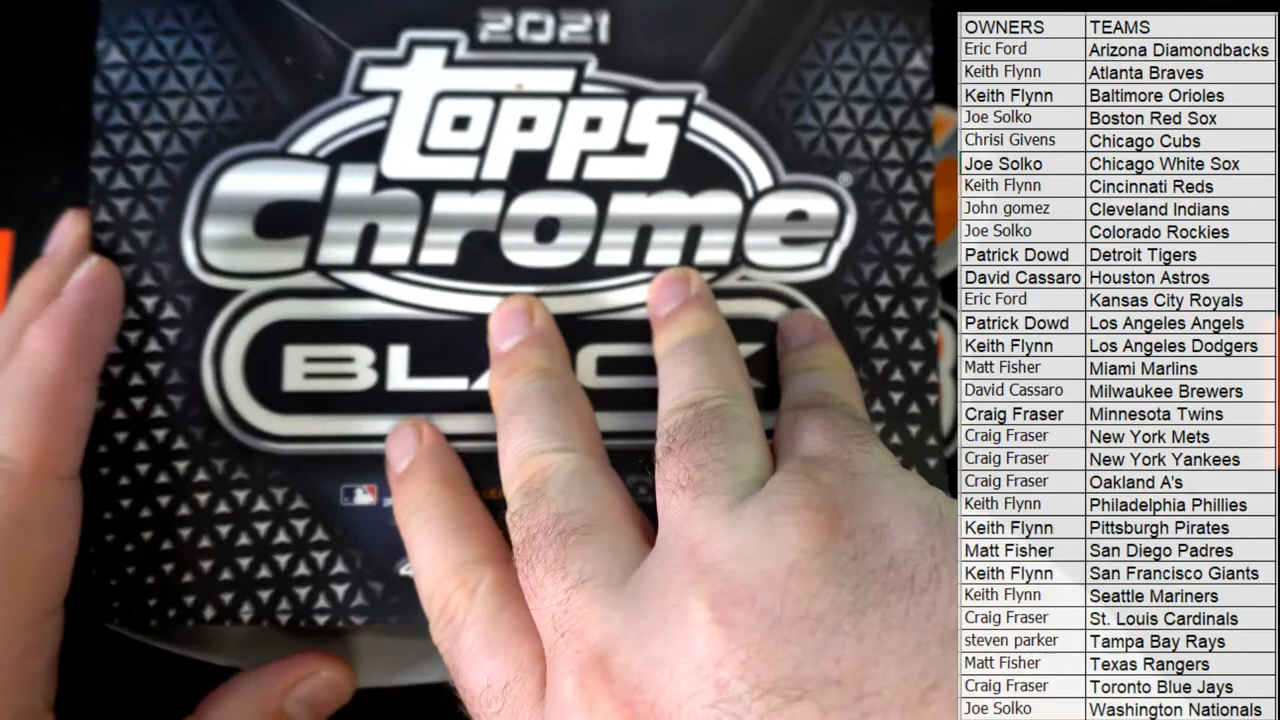 2021
topps
Chrome
BLACK
OWNERS TEAMS
Eric Ford Arizona Diamondbacks
Keith Flynn Atlanta Braves
Keith Flynn Baltimore Orioles
Joe Solko Boston Red Sox
Chrisi Givens Chicago Cubs
Joe Solko Chicago White Sox
Keith Flynn Cincinnati Reds
John gomez Cleveland Indians
Joe Solko Colorado Rockies
Patrick Dowd Detroit Tigers
David Cassaro Houston Astros
Eric Ford Kansas City Royals
Patrick Dowd Los Angeles Angels
Keith Flynn Los Angeles Dodgers
Matt Fisher Miami Marlins
David Cassaro Milwaukee Brewers
Craig Fraser Minnesota Twins
Craig Fraser New York Mets
Craig Fraser New York Yankees
Craig Fraser Oakland A's
Keith Flynn Philadelphia Phillies
Keith Flynn Pittsburgh Pirates
Matt Fisher San Diego Padres
Keith Flynn San Francisco Giants
Keith Flynn Seattle Mariners
Craig Fraser St. Louis Cardinals
steven parker Tampa Bay Rays
Matt Fisher Texas Rangers
Craig Fraser Toronto Blue Jays
Joe Solko Washington Nationals